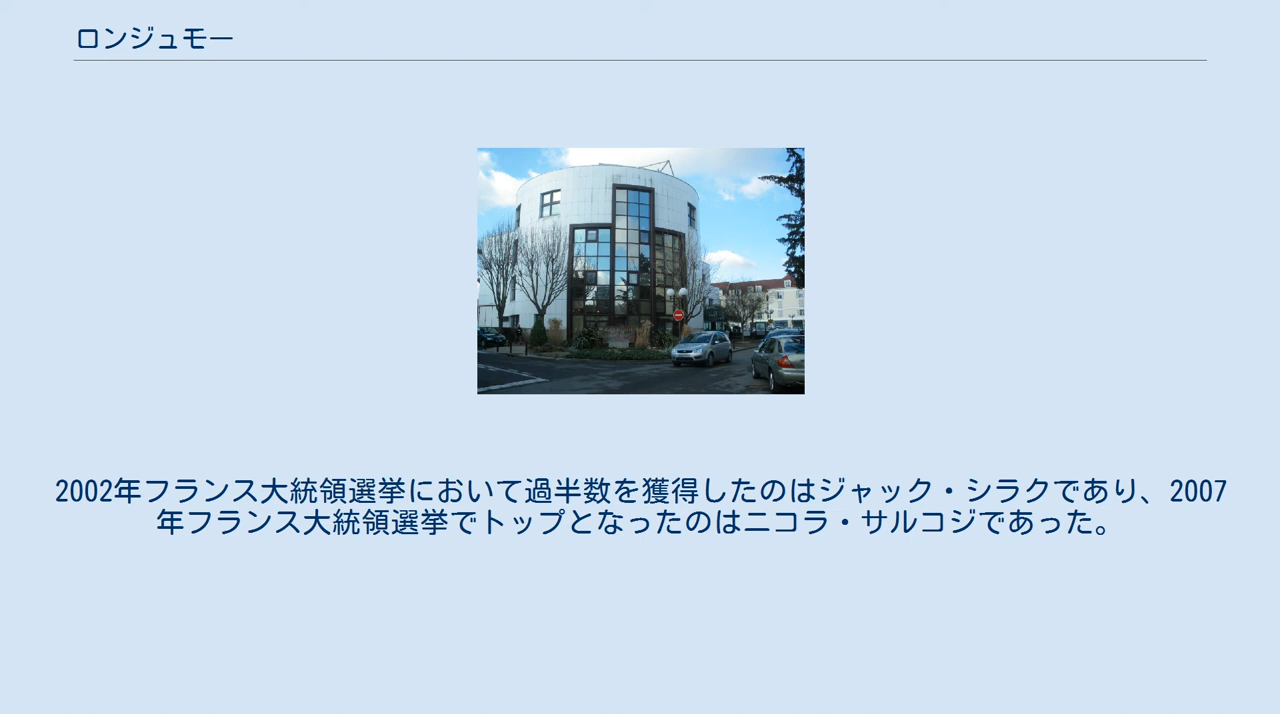 ロンジュモー
2002年フランス大統領選挙において過半数を獲得したのはジャック・シラクであり、2007
年フランス大統領選挙でトップとなったのはニコラ・サルコジであった。